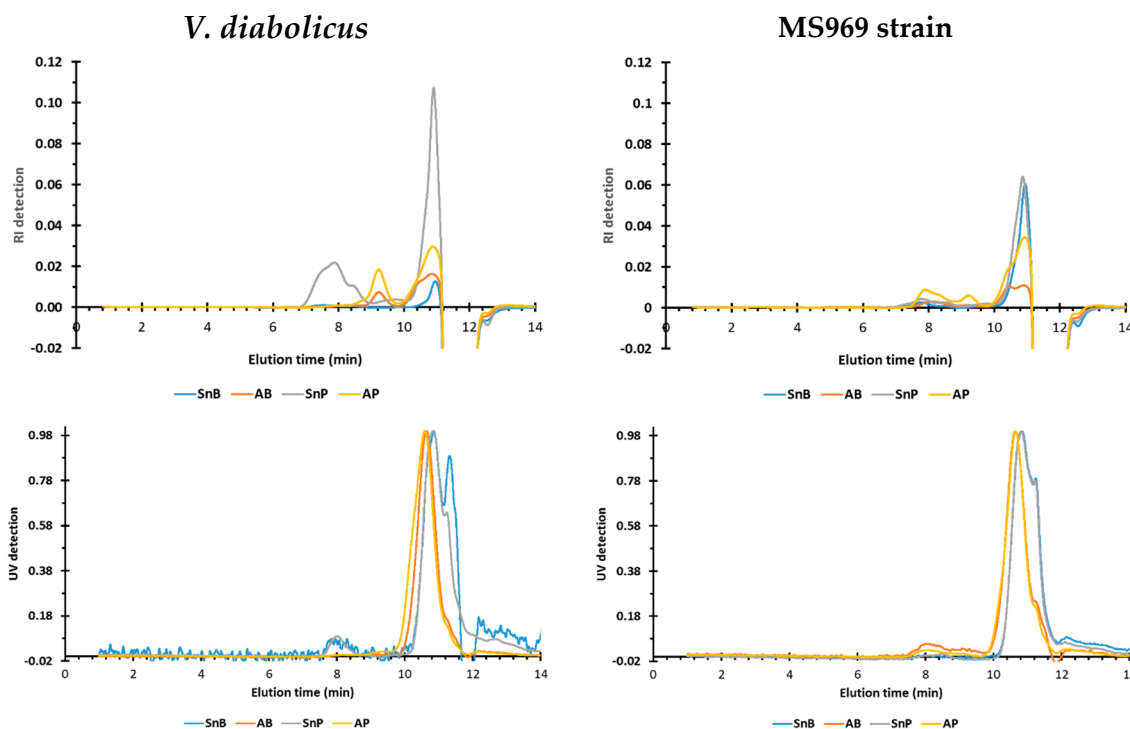 V. diabolicus
MS969 strain
0.12
0.10
0.08
0.06
0.04
0.02
0.00
-0.02
RI detection
0 2 4 6 8 10 12 14
Elution time (min)
SnB AB SnP AP
0.12
0.1
0.08
0.06
0.04
0.02
0
-0.02
RI detection
0 2 4 6 8 10 12 14
Elution time (min)
SnB AB SnP AP
0.98
0.78
0.58
0.38
0.18
-0.02
UV detection
0 2 4 6 8 10 12 14
Elution time (min)
SnB AB SnP AP
0.98
0.78
0.58
0.38
0.18
-0.02
UV detection
0 2 4 6 8 10 12 14
Elution time (min)
SnB AB SnP AP